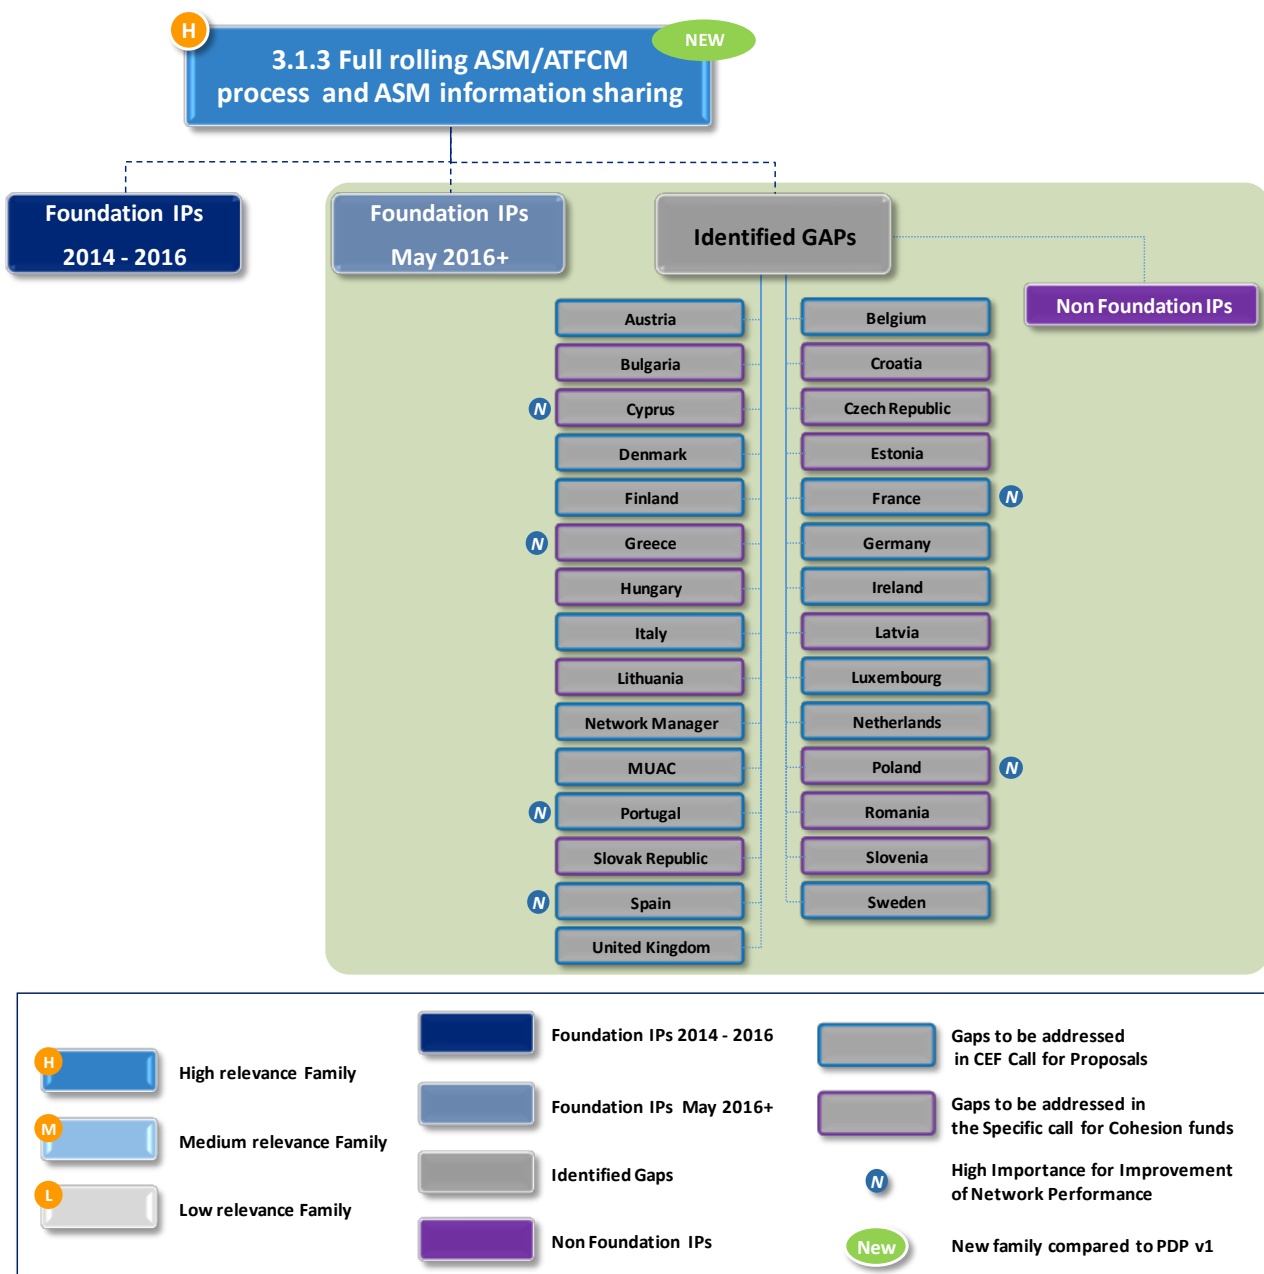 H
NEW
3.1.3 Full rolling ASM/ATFCM
process and ASM information sharing
Foundation IPs
2014 - 2016
Foundation IPs
May 2016+
Identified GAPs
Non Foundation IPs
Austria
Belgium
Bulgaria
Croatia
N
Cyprus
Czech Republic
Denmark
Estonia
Finland
France
N
N
Greece
Germany
Hungary
Ireland
Italy
Latvia
Lithuania
Luxembourg
Network Manager
Netherlands
MUAC
Poland
N
N
Portugal
Romania
Slovak Republic
Slovenia
N
Spain
Sweden
United Kingdom
H
High relevance Family
M
Medium relevance Family
L
Low relevance Family
Foundation IPs 2014 - 2016
Foundation IPs May 2016+
Identified Gaps
Non Foundation IPs
Gaps to be addressed
in CEF Call for Proposals
Gaps to be addressed in
the Specific call for Cohesion funds
N
High Importance for Improvement
of Network Performance
New
New family compared to PDP v1